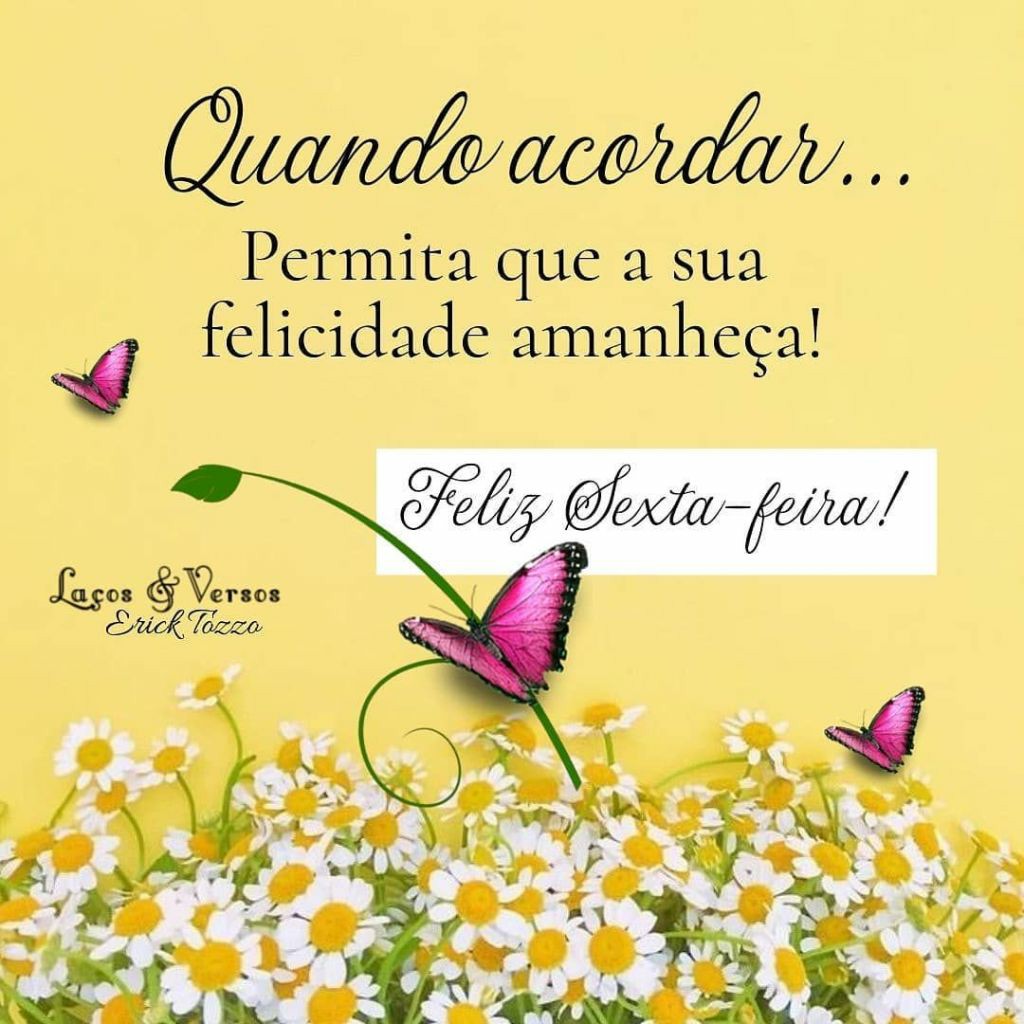 Quando acordar...
Permita que a sua
felicidade amanheça!
Feliz Sexta-feira!
Laços & Versos
Erick Tozzo